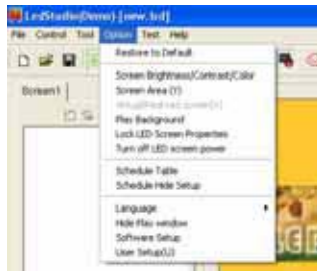 LedStudio(Demo)-[new.lsd]
File Control Tool Option Test Help
Restore to Default
Screen Brightness/Contrast/Color
Screen Area (Y)
Play Background
Lock LED Screen Properties
Turn off LED screen power
Schedule Table
Schedule Hide Setup
Language
Hide Play window
Software Setup
User Setup(U)
Screen1